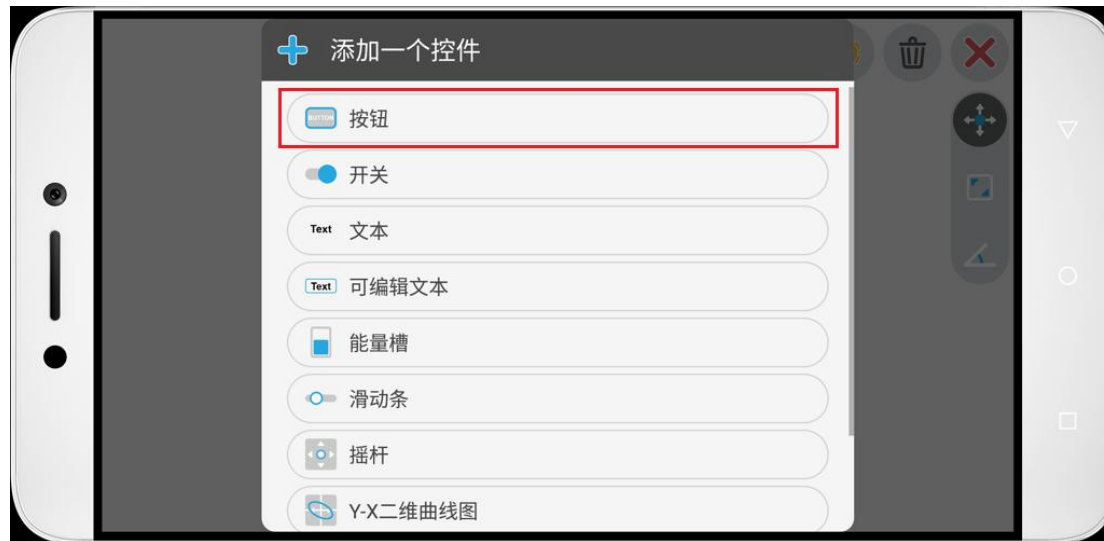 添加一个控件
BUTTON 按钮
开关
Text 文本
Text 可编辑文本
能量槽
滑动条
摇杆
Y-X二维曲线图